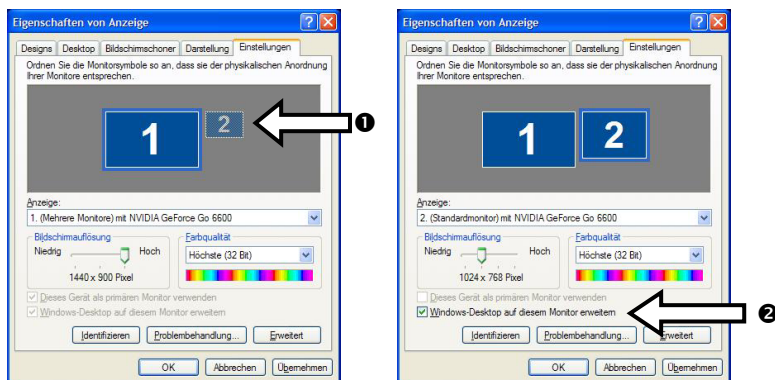 Eigenschaften von Anzeige
Designs Desktop Bildschirmschoner Darstellung Einstellungen
Ordnen Sie die Monitorsymbole so an, dass sie der physikalischen Anordnung
Ihrer Monitore entsprechen.
1 2
❶
Anzeige:
1. (Mehrere Monitore) mit NVIDIA GeForce Go 6600
Bildschirmauflösung
Niedrig Hoch
1440 x 900 Pixel
Farbqualität
Höchste (32 Bit)
Dieses Gerät als primären Monitor verwenden
Windows-Desktop auf diesem Monitor erweitern
Identifizieren Problembehandlung... Erweitert
OK Abbrechen Übernehmen
Eigenschaften von Anzeige
Designs Desktop Bildschirmschoner Darstellung Einstellungen
Ordnen Sie die Monitorsymbole so an, dass sie der physikalischen Anordnung
Ihrer Monitore entsprechen.
1 2
Anzeige:
2. (Standardmonitor) mit NVIDIA GeForce Go 6600
Bildschirmauflösung
Niedrig Hoch
1024 x 768 Pixel
Farbqualität
Höchste (32 Bit)
Dieses Gerät als primären Monitor verwenden
Windows-Desktop auf diesem Monitor erweitern
❷
Identifizieren Problembehandlung... Erweitert
OK Abbrechen Übernehmen